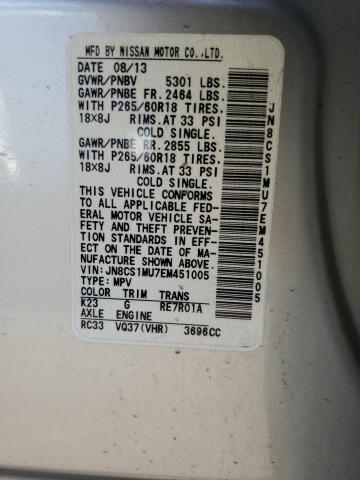 MFD BY NISSAN MOTOR CO.,LTD.
DATE 08/13
GVWR/PNBV 5301 LBS.
GAWR/PNBE FR. 2464 LBS.
WITH P265/60R18 TIRES.
18x8J RIMS.AT 33 PSI
COLD SINGLE.
GAWR/PNBE RR. 2855 LBS.
WITH P265/60R18 TIRES.
18x8J RIMS.AT 33 PSI
COLD SINGLE.
THIS VEHICLE CONFORMS
TO ALL APPLICABLE FED-
ERAL MOTOR VEHICLE SA-
FETY AND THEFT PREVEN-
TION STANDARDS IN EFF-
ECT ON THE DATE OF MA-
NUFACTURE SHOWN ABOVE.
VIN:JN8CS1MU7EM451005
TYPE: MPV
COLOR TRIM TRANS
K23 G RE7R01A
AXLE ENGINE
RC33 VQ37(VHR) 3696CC
JN8CS1MU7EM451005